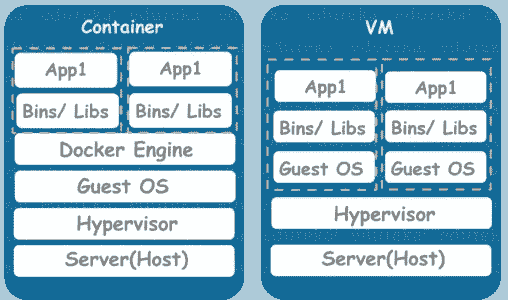 Container
App1 App1
Bins/ Libs Bins/ Libs
Docker Engine
Guest OS
Hypervisor
Server(Host)
VM
App1 App1
Bins/ Libs Bins/ Libs
Guest OS Guest OS
Hypervisor
Server(Host)